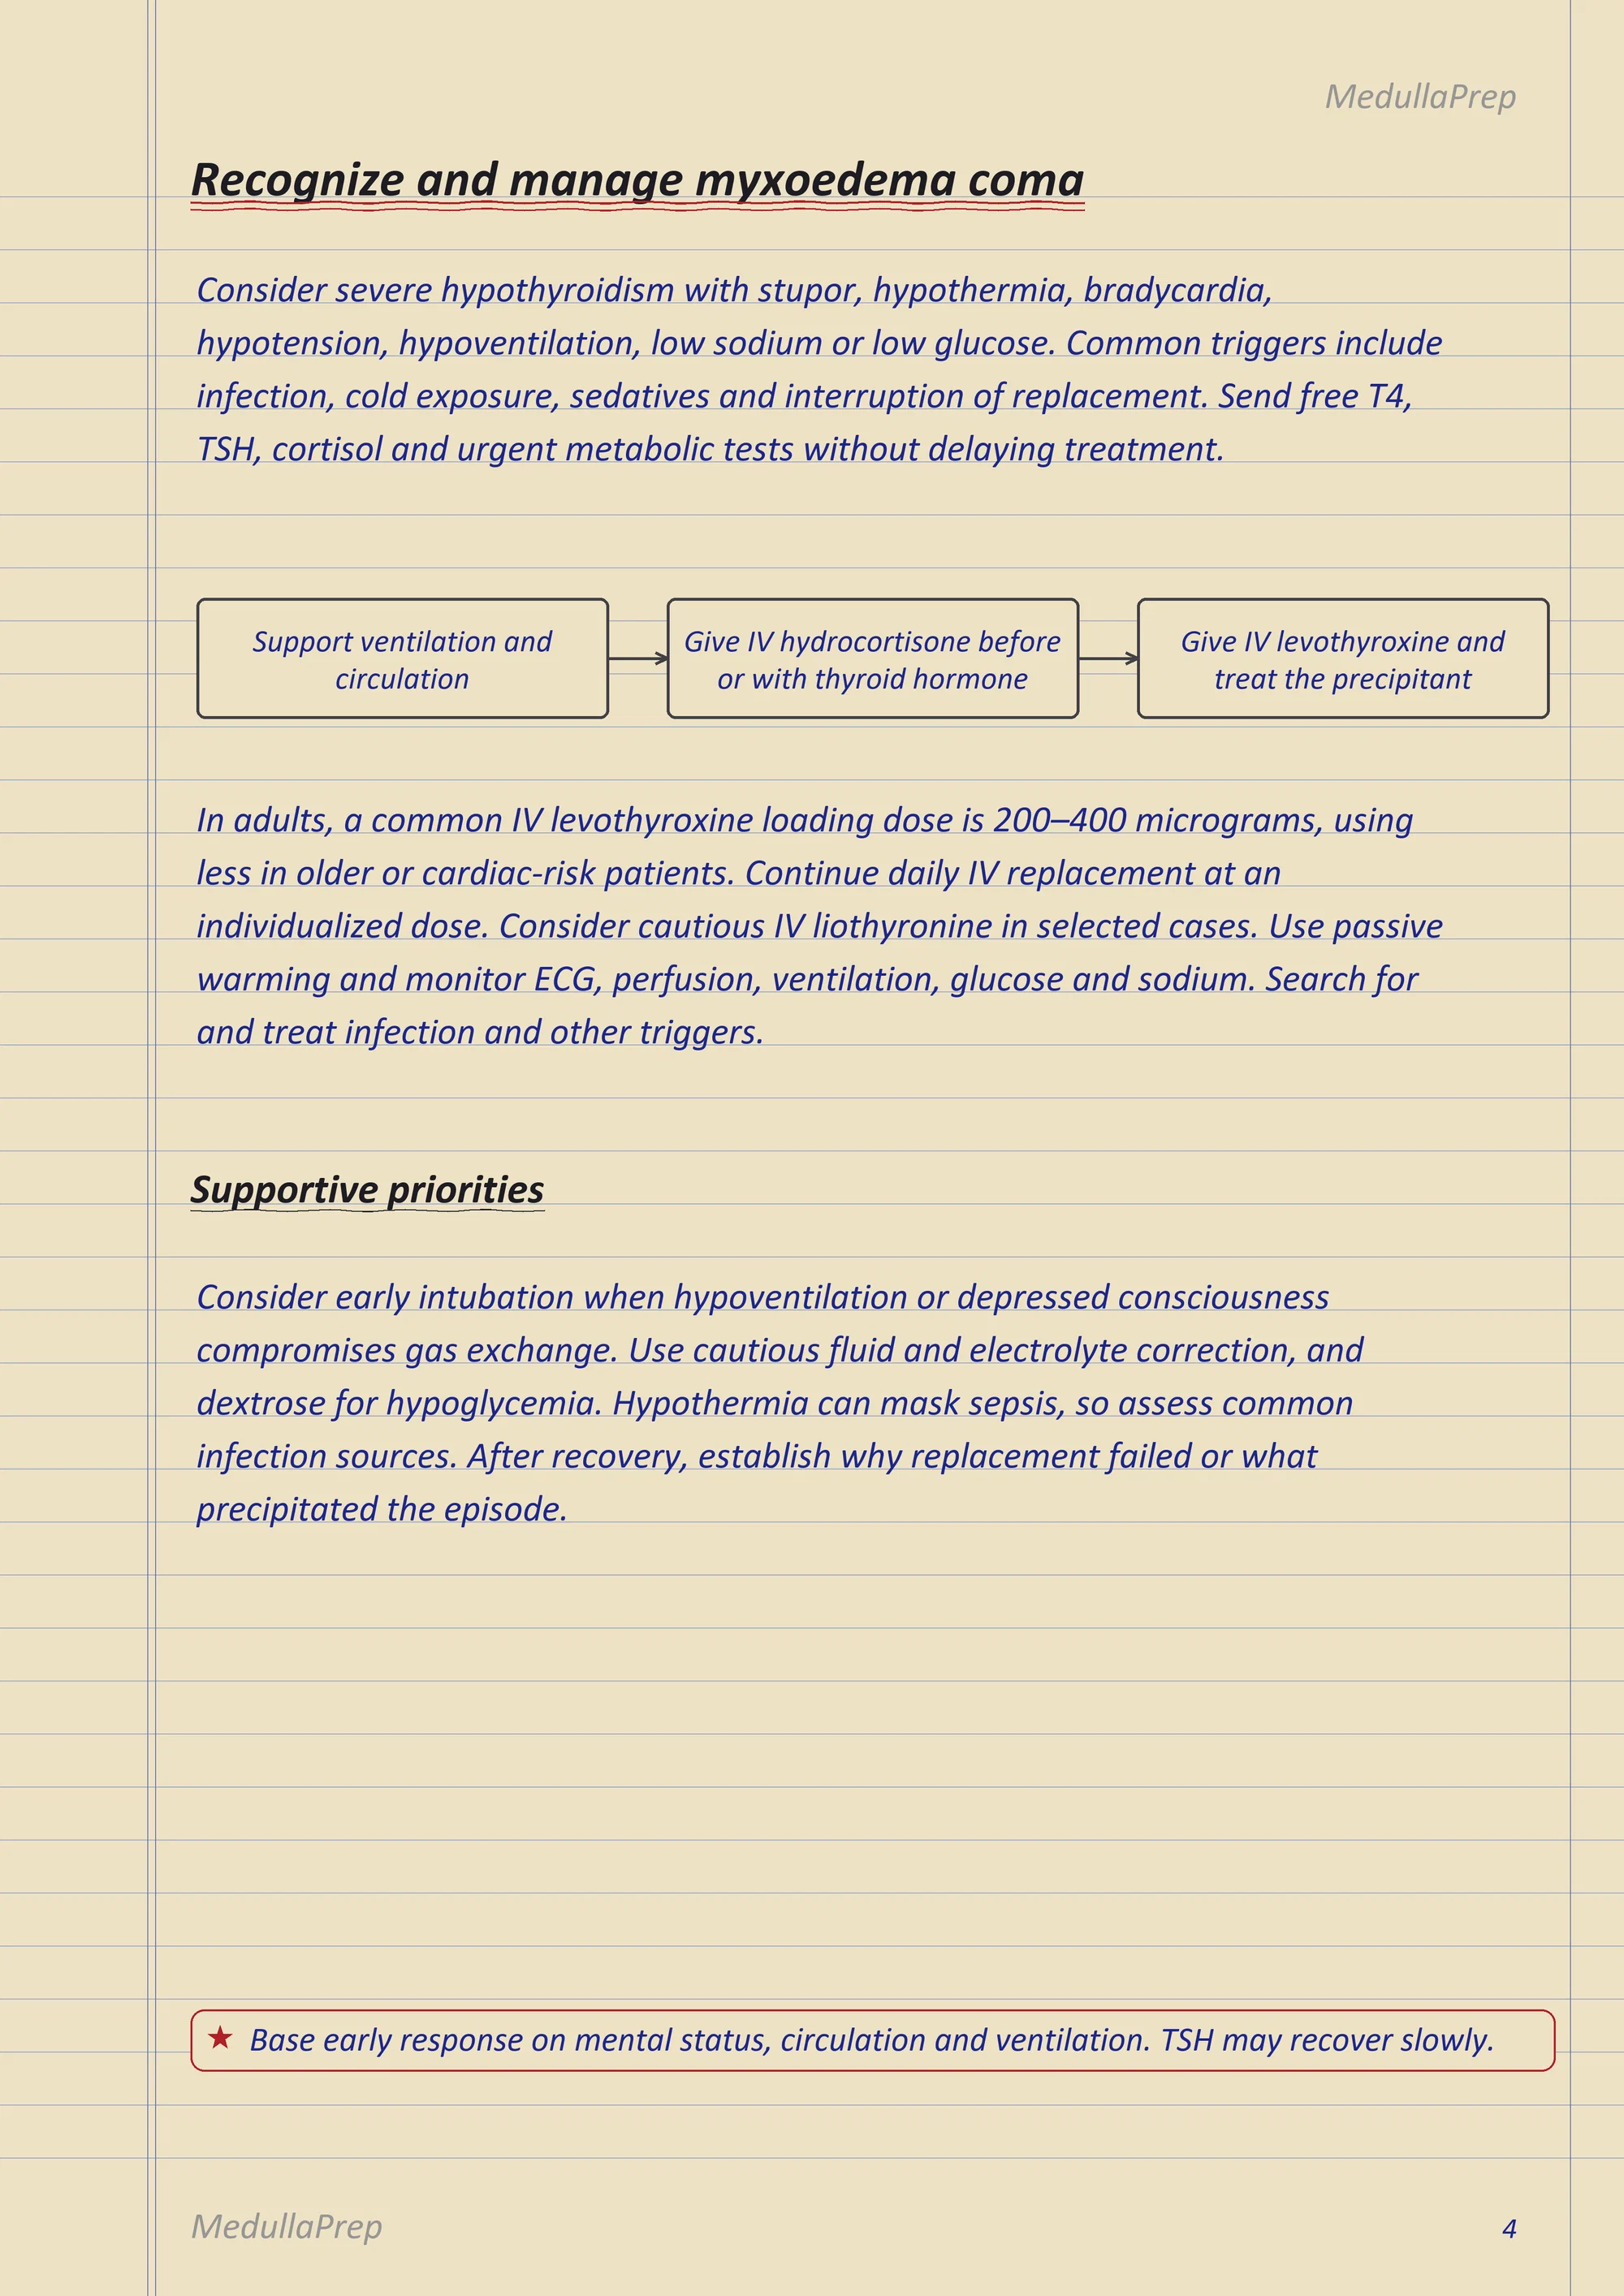 MedullaPrep
Recognize and manage myxoedema coma
Consider severe hypothyroidism with stupor, hypothermia, bradycardia,
hypotension, hypoventilation, low sodium or low glucose. Common triggers include
infection, cold exposure, sedatives and interruption of replacement. Send free T4,
TSH, cortisol and urgent metabolic tests without delaying treatment.
Support ventilation and
circulation
Give IV hydrocortisone before
or with thyroid hormone
Give IV levothyroxine and
treat the precipitant
In adults, a common IV levothyroxine loading dose is 200–400 micrograms, using
less in older or cardiac-risk patients. Continue daily IV replacement at an
individualized dose. Consider cautious IV liothyronine in selected cases. Use passive
warming and monitor ECG, perfusion, ventilation, glucose and sodium. Search for
and treat infection and other triggers.
Supportive priorities
Consider early intubation when hypoventilation or depressed consciousness
compromises gas exchange. Use cautious fluid and electrolyte correction, and
dextrose for hypoglycemia. Hypothermia can mask sepsis, so assess common
infection sources. After recovery, establish why replacement failed or what
precipitated the episode.
★ Base early response on mental status, circulation and ventilation. TSH may recover slowly.
MedullaPrep
4